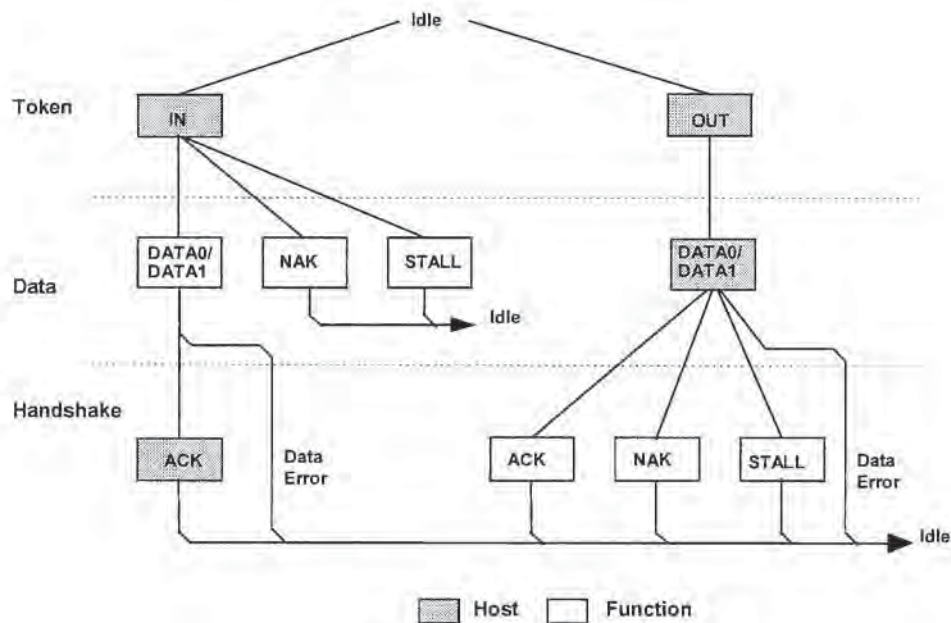 Idle
Token
IN
OUT
DATA0/
DATA1
NAK
STALL
DATA0/
DATA1
Data
Idle
Handshake
ACK
Data
Error
ACK
NAK
STALL
Data
Error
Idle
Host
Function